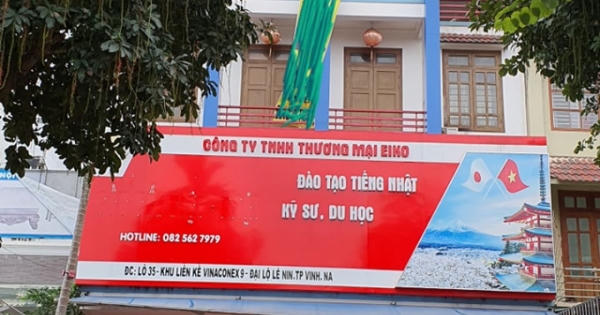 CÔNG TY TNHH THƯƠNG MẠI EIKO
ĐÀO TẠO TIẾNG NHẬT
KỸ SƯ, DU HỌC
HOTLINE: 082 562 7979
ĐC: LÔ 35 - KHU LIỀN KỀ VINACONEX 9 - ĐẠI LỘ LÊ NIN.TP VINH. NA